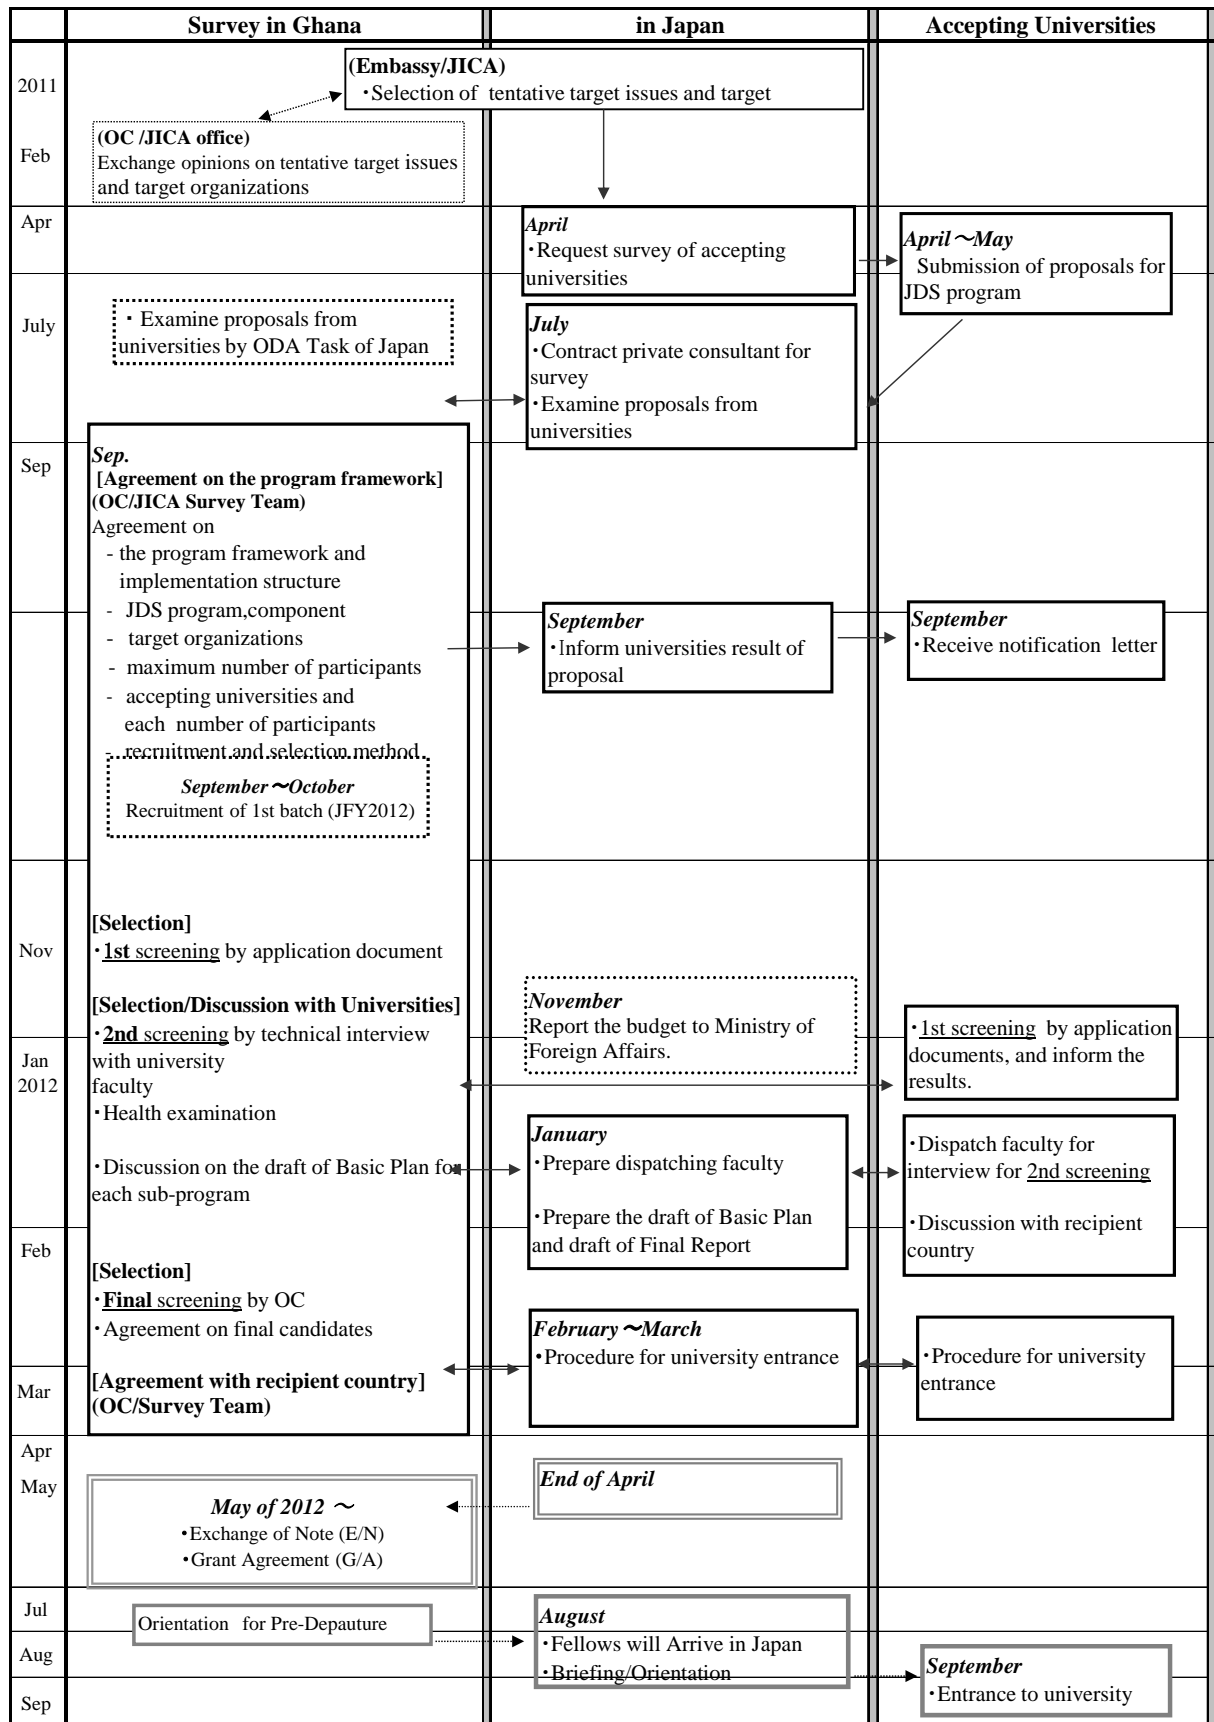 Survey in Ghana
in Japan
Accepting Universities
2011
(Embassy/JICA)
・Selection of tentative target issues and target
Feb
(OC /JICA office)
Exchange opinions on tentative target issues
and target organizations
Apr
April
・Request survey of accepting
universities
April～May
Submission of proposals for
JDS program
July
・ Examine proposals from
universities by ODA Task of Japan
July
・Contract private consultant for
survey
・Examine proposals from
universities
Sep
Sep.
[Agreement on the program framework]
(OC/JICA Survey Team)
Agreement on
- the program framework and
implementation structure
- JDS program,component
- target organizations
- maximum number of participants
- accepting universities and
each number of participants
- recruitment and selection method
September
・Inform universities result of
proposal
September
・Receive notification letter
September～October
Recruitment of 1st batch (JFY2012)
Nov
[Selection]
・1st screening by application document
[Selection/Discussion with Universities]
・2nd screening by technical interview
with university
faculty
・Health examination
・Discussion on the draft of Basic Plan for
each sub-program
November
Report the budget to Ministry of
Foreign Affairs.
・1st screening by application
documents, and inform the
results.
Jan
2012
January
・Prepare dispatching faculty
・Prepare the draft of Basic Plan
and draft of Final Report
・Dispatch faculty for
interview for 2nd screening
・Discussion with recipient
country
Feb
[Selection]
・Final screening by OC
・Agreement on final candidates
February～March
・Procedure for university entrance
・Procedure for university
entrance
Mar
[Agreement with recipient country]
(OC/Survey Team)
Apr
May
May of 2012 ～
・Exchange of Note (E/N)
・Grant Agreement (G/A)
End of April
Jul
Orientation for Pre-Depauture
August
・Fellows will Arrive in Japan
・Briefing/Orientation
Aug
September
・Entrance to university
Sep